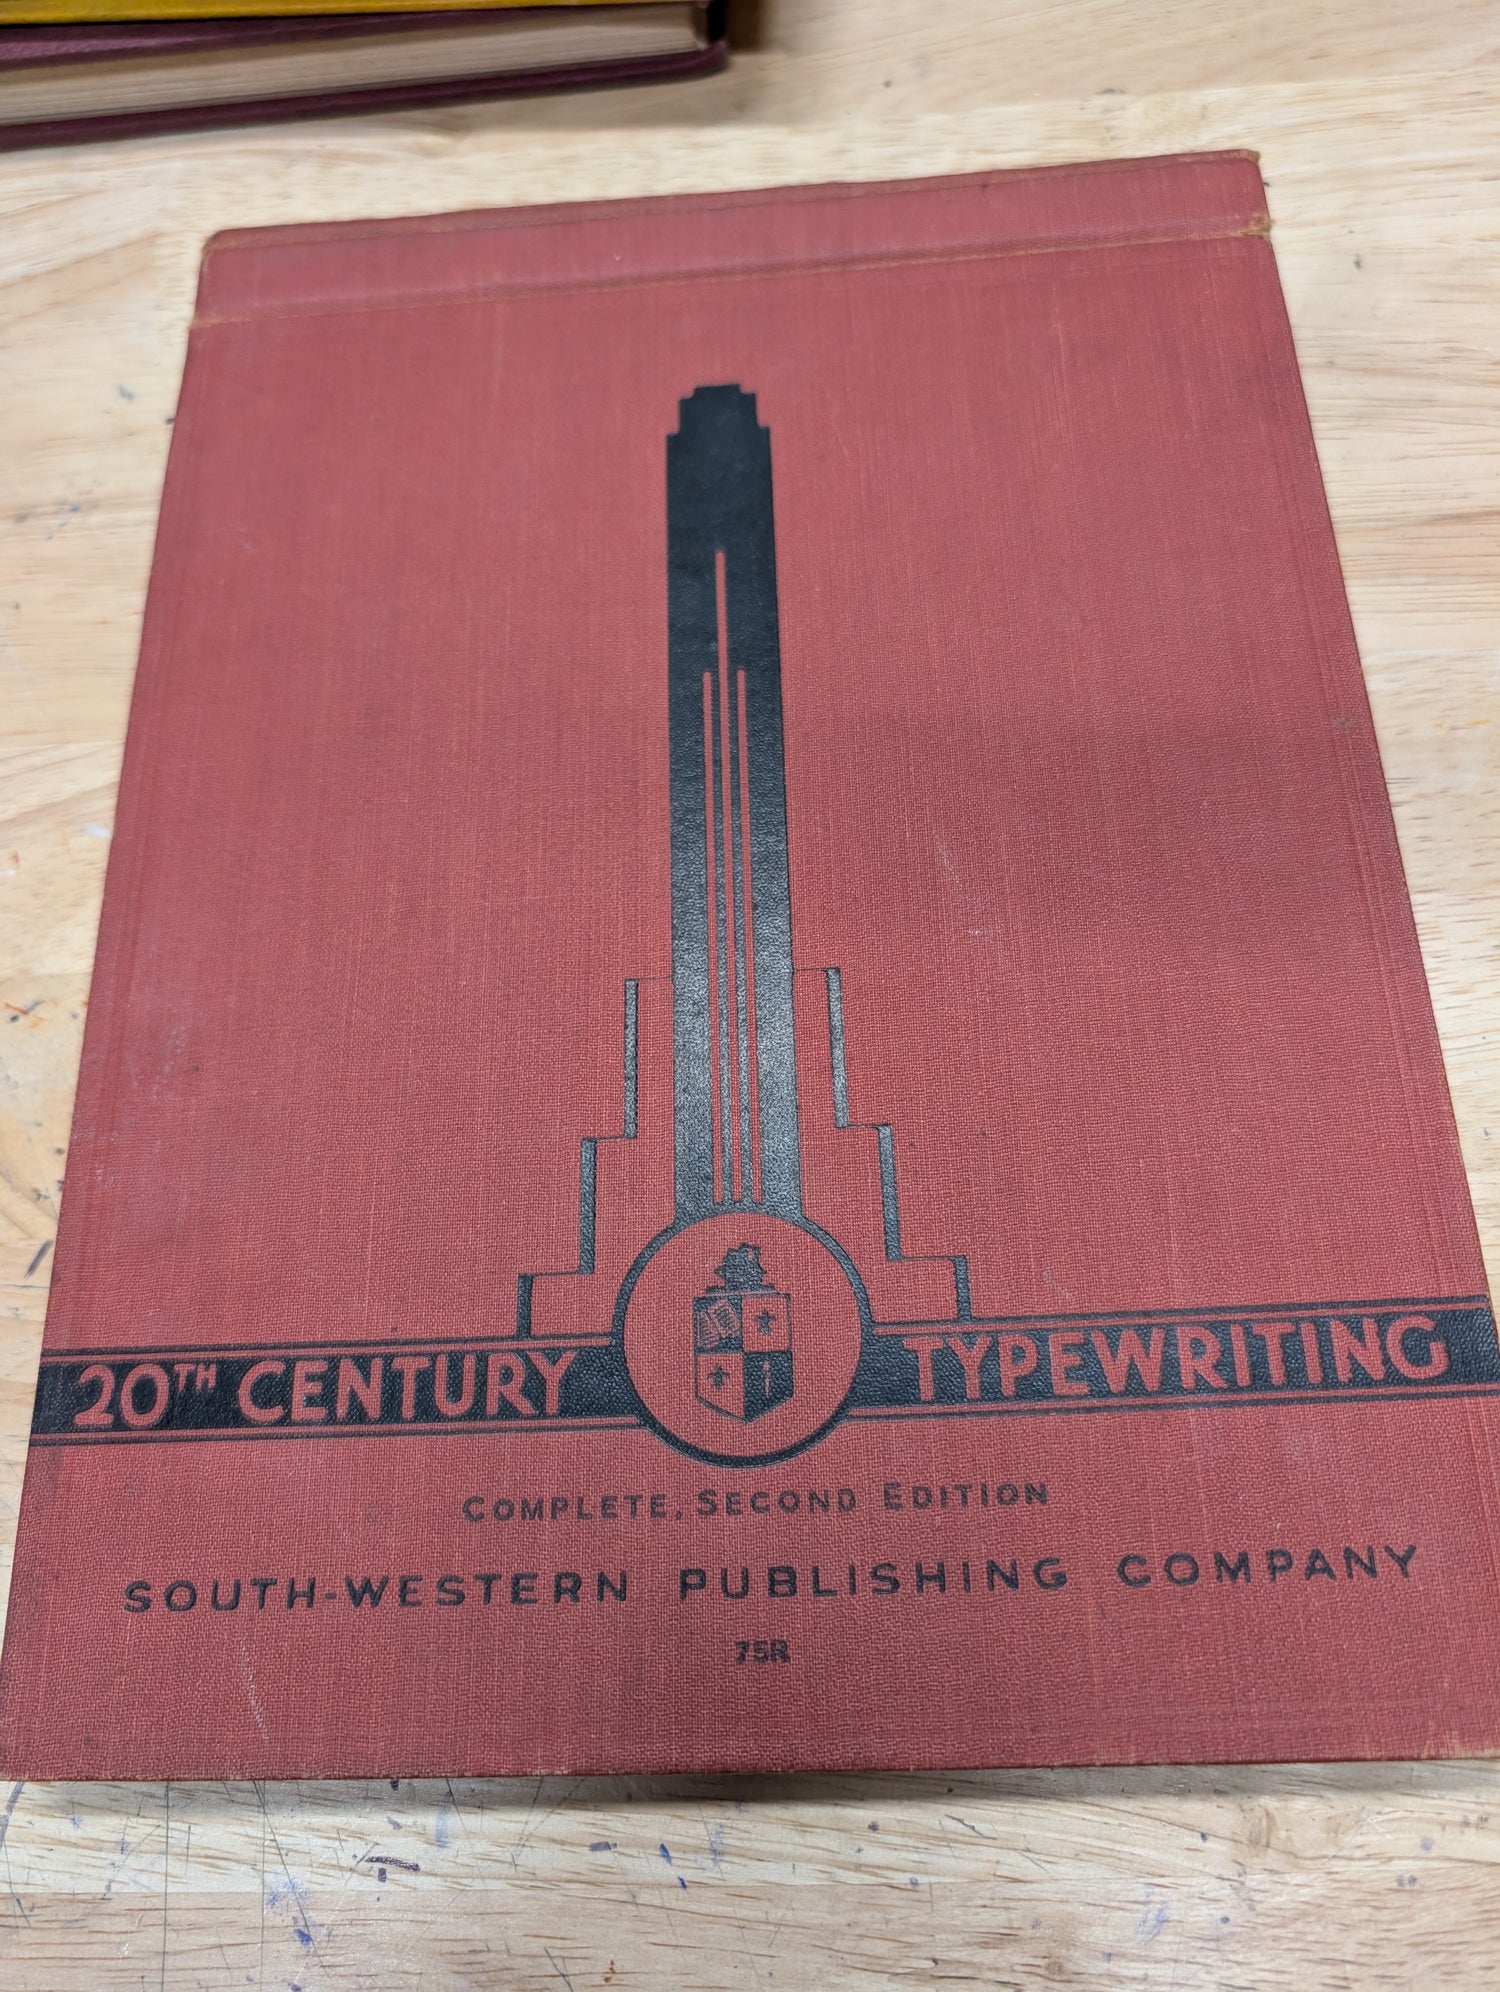 20TH CENTURY TYPEWRITING
COMPLETE, SECOND EDITION
SOUTH-WESTERN PUBLISHING COMPANY
75R